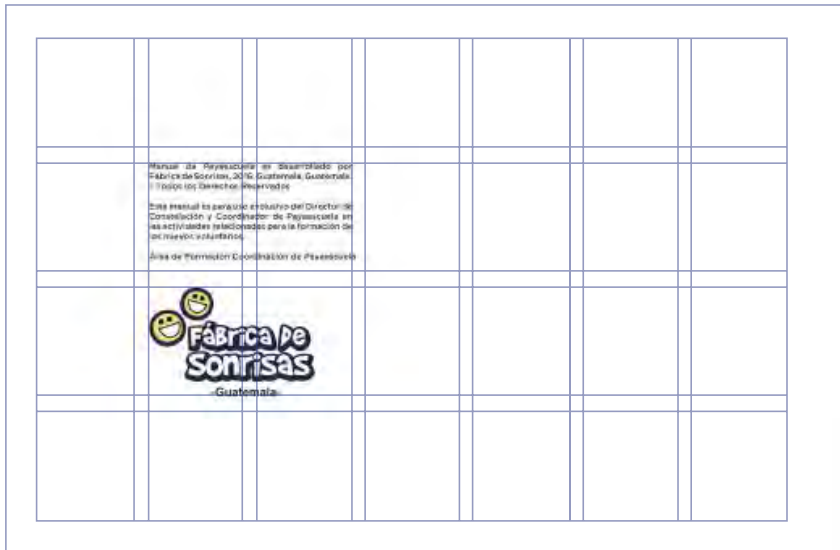 Manual de Payasescuela es desarrollado por
Fábrica de Sonrisas, 2016, Guatemala, Guatemala.
Todos los Derechos Reservados
Este manual es para uso exclusivo del Director de
Constelación y Coordinador de Payasescuela en
las actividades relacionadas para la formación de
los nuevos voluntarios.
Área de Formación Coordinación de Payasescuela
FÁBRICA DE
SONRISAS
-Guatemala-